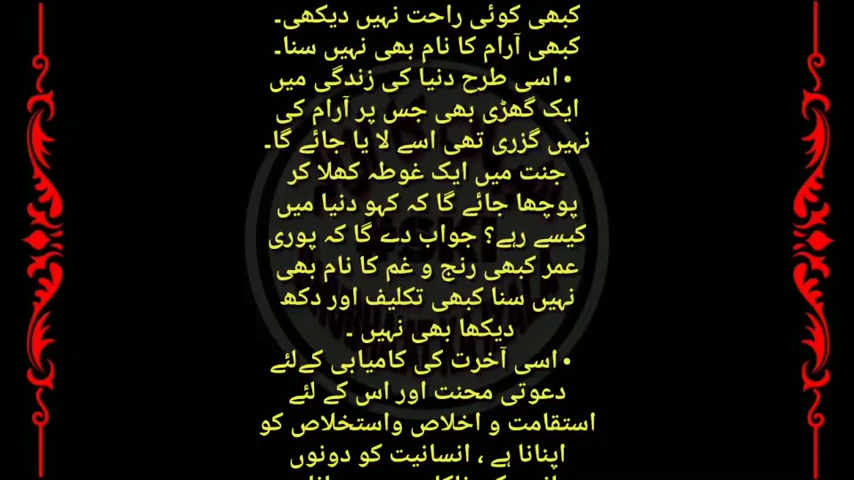 کبھی کوئی راحت نہیں دیکھی۔
کبھی آرام کا نام بھی نہیں سنا۔
• اسی طرح دنیا کی زندگی میں
ایک گھڑی بھی جس پر آرام کی
نہیں گزری تھی اسے لا یا جائے گا۔
جنت میں ایک غوطہ کھلا کر
پوچھا جائے گا کہ کہو دنیا میں
کیسے رہے؟ جواب دے گا کہ پوری
عمر کبھی رنج و غم کا نام بھی
نہیں سنا کبھی تکلیف اور دکھ
دیکھا بھی نہیں ۔
• اسی آخرت کی کامیابی کےلئے
دعوتی محنت اور اس کے لئے
استقامت و اخلاص واستخلاص کو
اپنانا ہے ، انسانیت کو دونوں